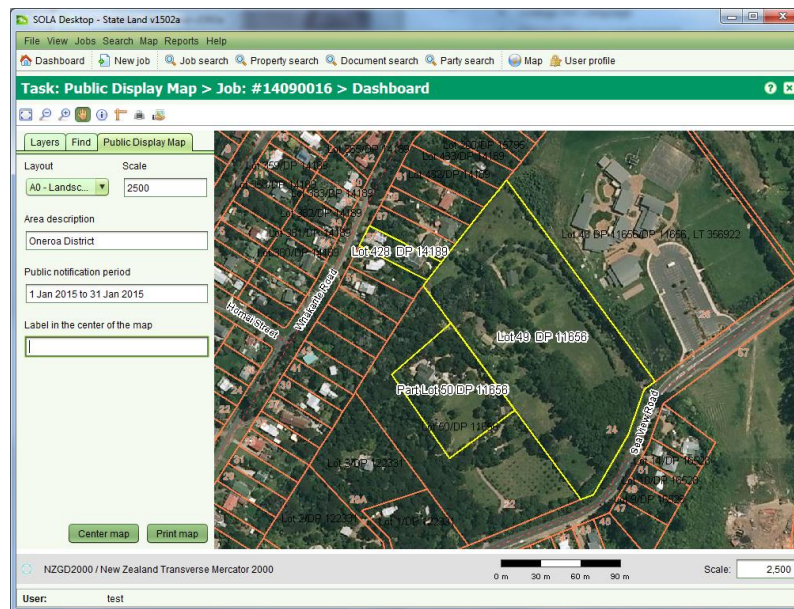 SOLA Desktop - State Land v1502a
File View Jobs Search Map Reports Help
Dashboard New job Job search Property search Document search Party search Map User profile
Task: Public Display Map > Job: #14090016 > Dashboard
Layers Find Public Display Map
Layout Scale
A0 - Landsc... 2500
Area description
Oneroa District
Public notification period
1 Jan 2015 to 31 Jan 2015
Label in the center of the map
Center map Print map
Lot 48 DP 11656/DP 11656, LT 356922
Lot 428 DP 14189
Whakarite Road
Homai Street
Lot 49 DP 11656
Part Lot 50 DP 11656
Sea View Road
NZGD2000 / New Zealand Transverse Mercator 2000
0 m 30 m 60 m 90 m
Scale: 2,500
User: test